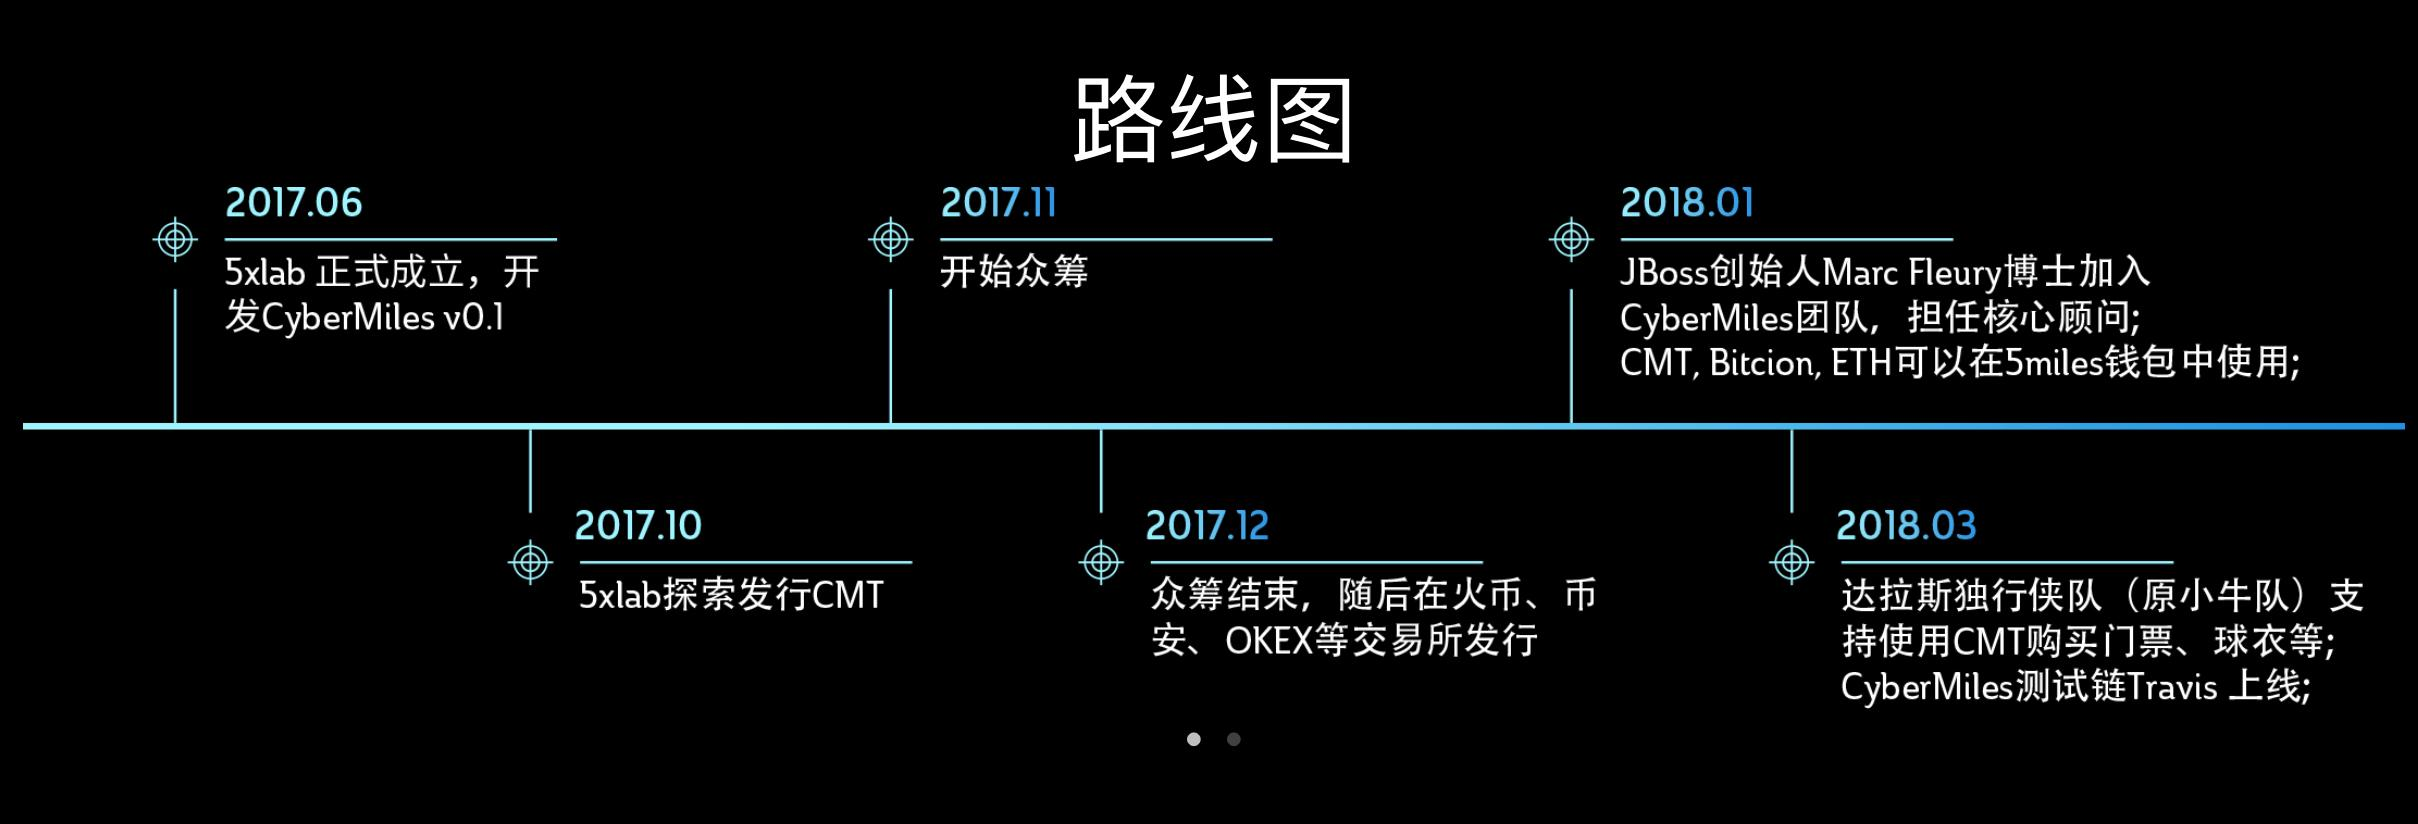 路线图
2017.06
5xlab 正式成立，开
发CyberMiles v0.1
2017.10
5xlab探索发行CMT
2017.11
开始众筹
2017.12
众筹结束，随后在火币、币
安、OKEX等交易所发行
2018.01
JBoss创始人Marc Fleury博士加入
CyberMiles团队，担任核心顾问;
CMT, Bitcion, ETH可以在5miles钱包中使用;
2018.03
达拉斯独行侠队（原小牛队）支
持使用CMT购买门票、球衣等;
CyberMiles测试链Travis 上线;